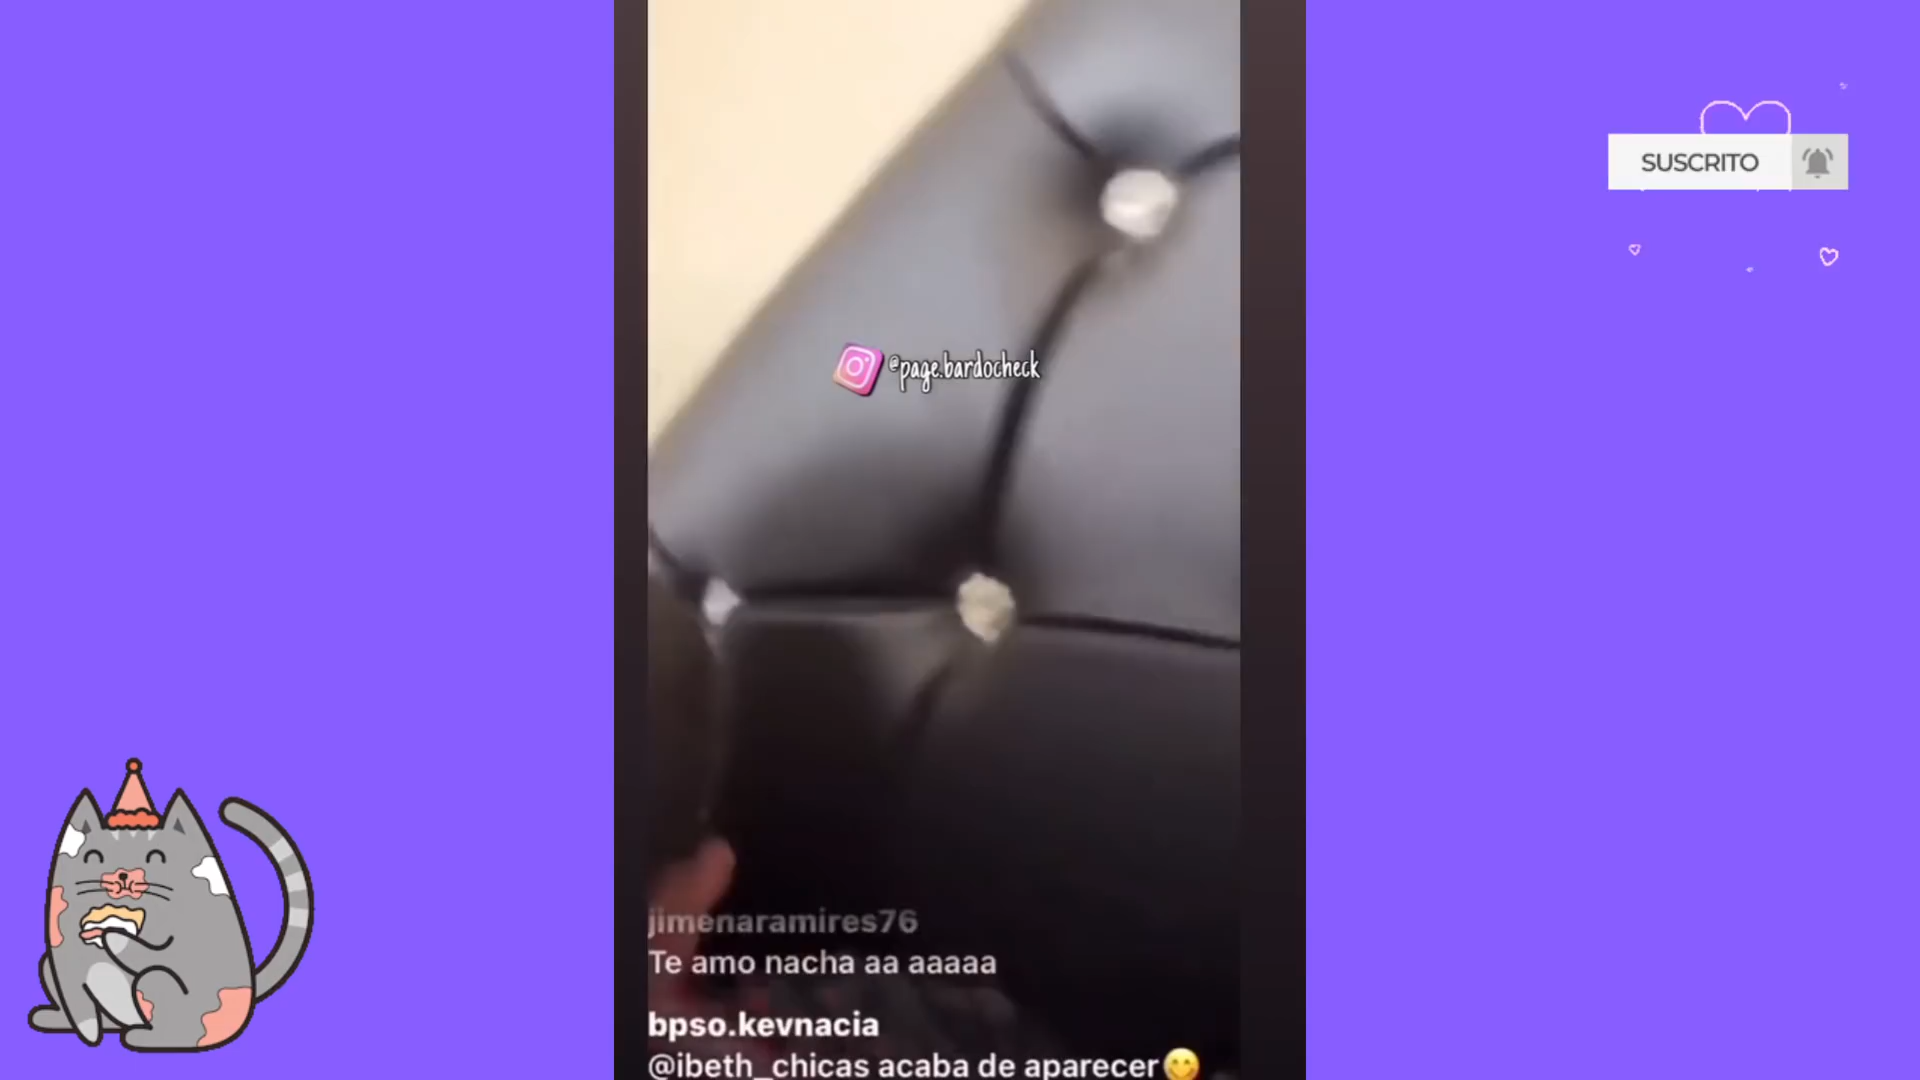 SUSCRITO
@page.bardocheck
jimenaramires76
Te amo nacha aa aaaaa
bpso.kevnacia
@ibeth_chicas acaba de aparecer😋